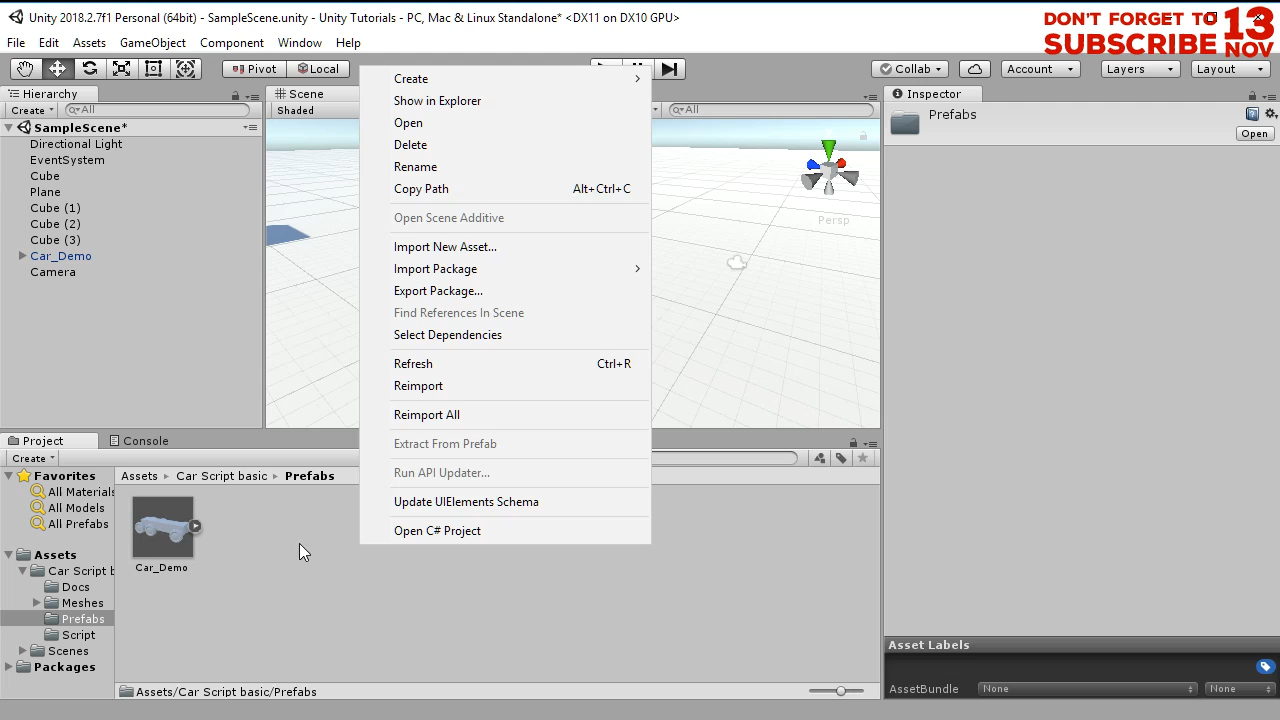 Unity 2018.2.7f1 Personal (64bit) - SampleScene.unity - Unity Tutorials - PC, Mac & Linux Standalone* <DX11 on DX10 GPU>
DON'T FORGET TO
SUBSCRIBE
13
NOV
File Edit Assets GameObject Component Window Help
Pivot Local
Collab
Account
Layers
Layout
Hierarchy
Create
All
SampleScene*
Directional Light
EventSystem
Cube
Plane
Cube (1)
Cube (2)
Cube (3)
Car_Demo
Camera
Scene
Shaded
All
Persp
Create
Show in Explorer
Open
Delete
Rename
Copy Path Alt+Ctrl+C
Open Scene Additive
Import New Asset...
Import Package
Export Package...
Find References In Scene
Select Dependencies
Refresh Ctrl+R
Reimport
Reimport All
Extract From Prefab
Run API Updater...
Update UIElements Schema
Open C# Project
Inspector
Prefabs
Open
Project
Console
Create
Favorites
All Materials
All Models
All Prefabs
Assets
Car Script b
Docs
Meshes
Prefabs
Script
Scenes
Packages
Assets Car Script basic Prefabs
Car_Demo
Assets/Car Script basic/Prefabs
Asset Labels
AssetBundle None None